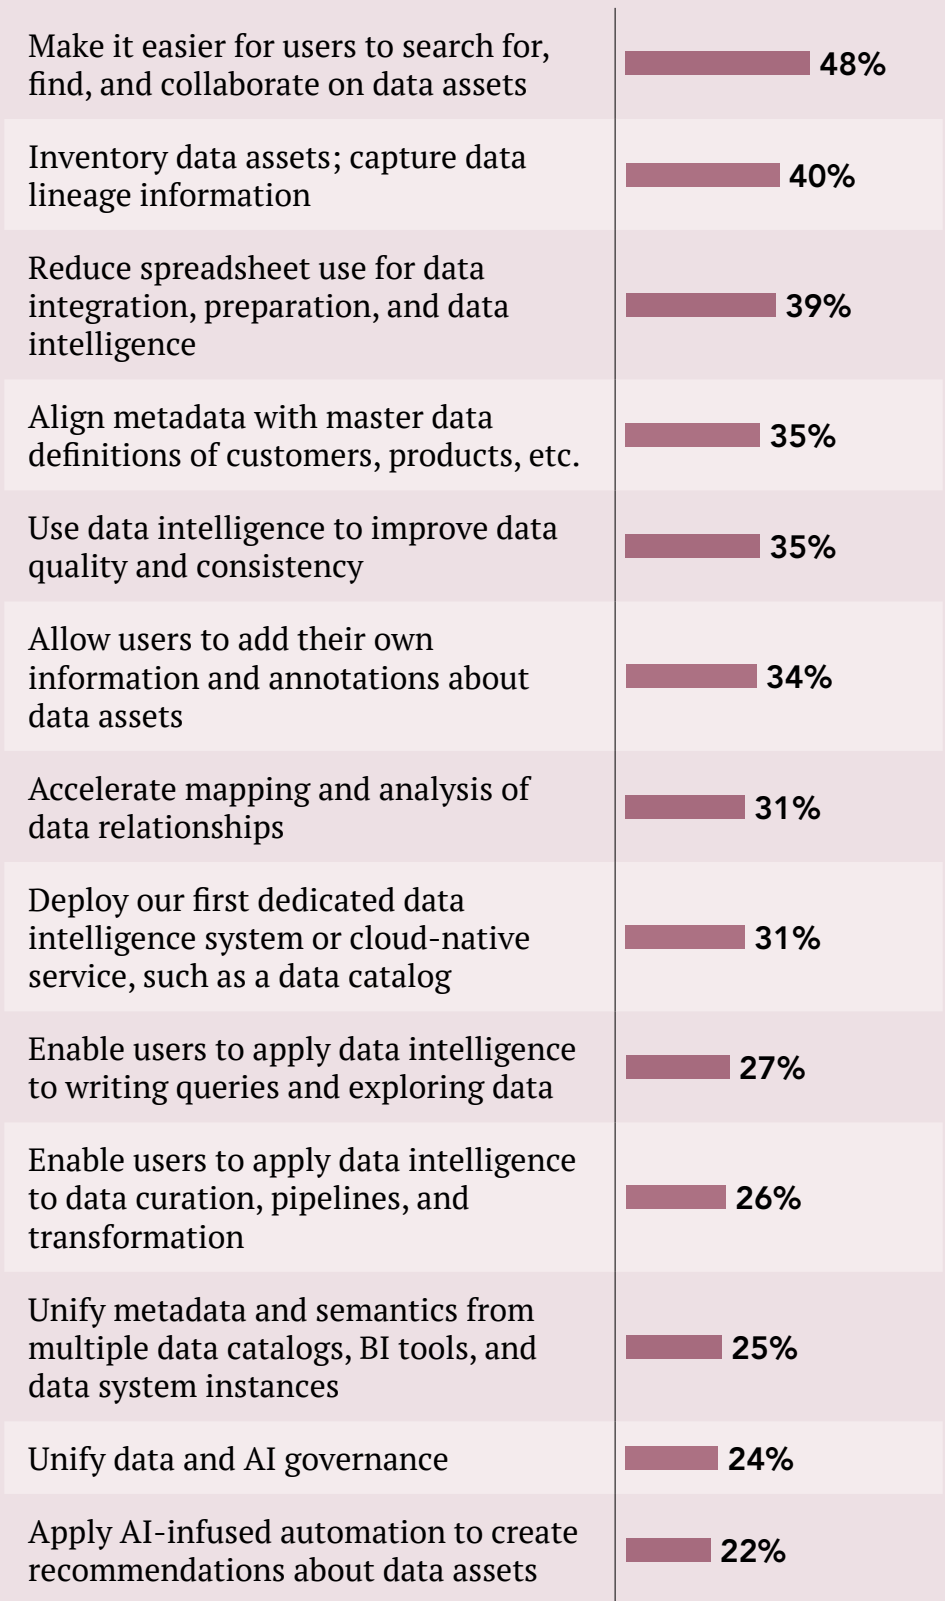 Make it easier for users to search for,
find, and collaborate on data assets
48%
Inventory data assets; capture data
lineage information
40%
Reduce spreadsheet use for data
integration, preparation, and data
intelligence
39%
Align metadata with master data
definitions of customers, products, etc.
35%
Use data intelligence to improve data
quality and consistency
35%
Allow users to add their own
information and annotations about
data assets
34%
Accelerate mapping and analysis of
data relationships
31%
Deploy our first dedicated data
intelligence system or cloud-native
service, such as a data catalog
31%
Enable users to apply data intelligence
to writing queries and exploring data
27%
Enable users to apply data intelligence
to data curation, pipelines, and
transformation
26%
Unify metadata and semantics from
multiple data catalogs, BI tools, and
data system instances
25%
Unify data and AI governance
24%
Apply AI-infused automation to create
recommendations about data assets
22%